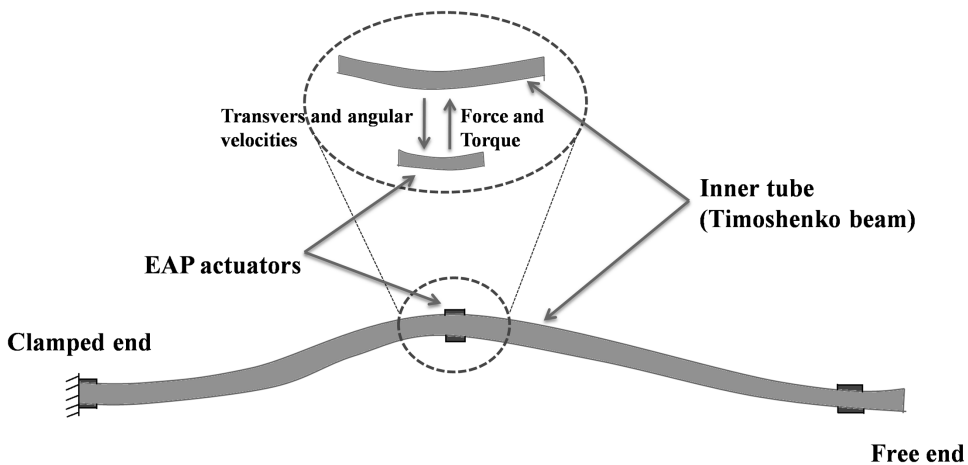 Transvers and angular
velocities
Force and
Torque
Inner tube
(Timoshenko beam)
EAP actuators
Clamped end
Free end